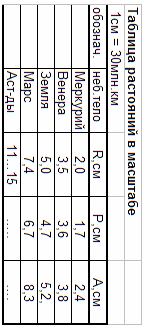 Таблица растояний в масштабе
1см = 30млн.км
обознач. неб.тело R,см P,см A,см
Меркурий 2,0 1,7 2,4
Венера 3,5 3,6 3,8
Земля 5,0 4,7 5,2,
Марс 7,4 6,7 8,3
Аст-ды 11 - 15 ..... ....